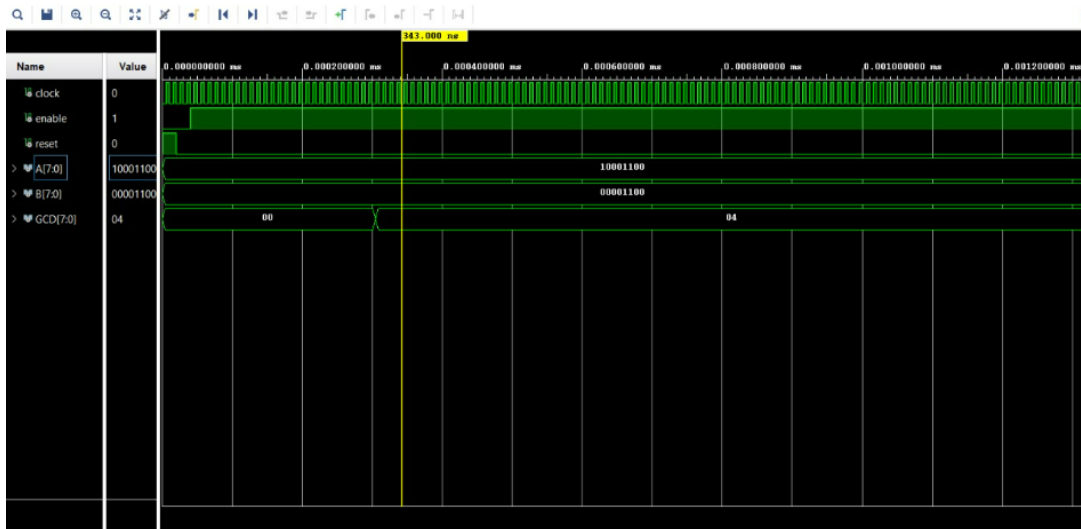 343.000 ns
Name Value 0.000000000 ms 0.000200000 ms 0.000400000 ms 0.000600000 ms 0.000800000 ms 0.001000000 ms 0.001200000 ms
clock 0
enable 1
reset 0
A[7:0] 10001100 10001100
B[7:0] 00001100 00001100
GCD[7:0] 04 00 04